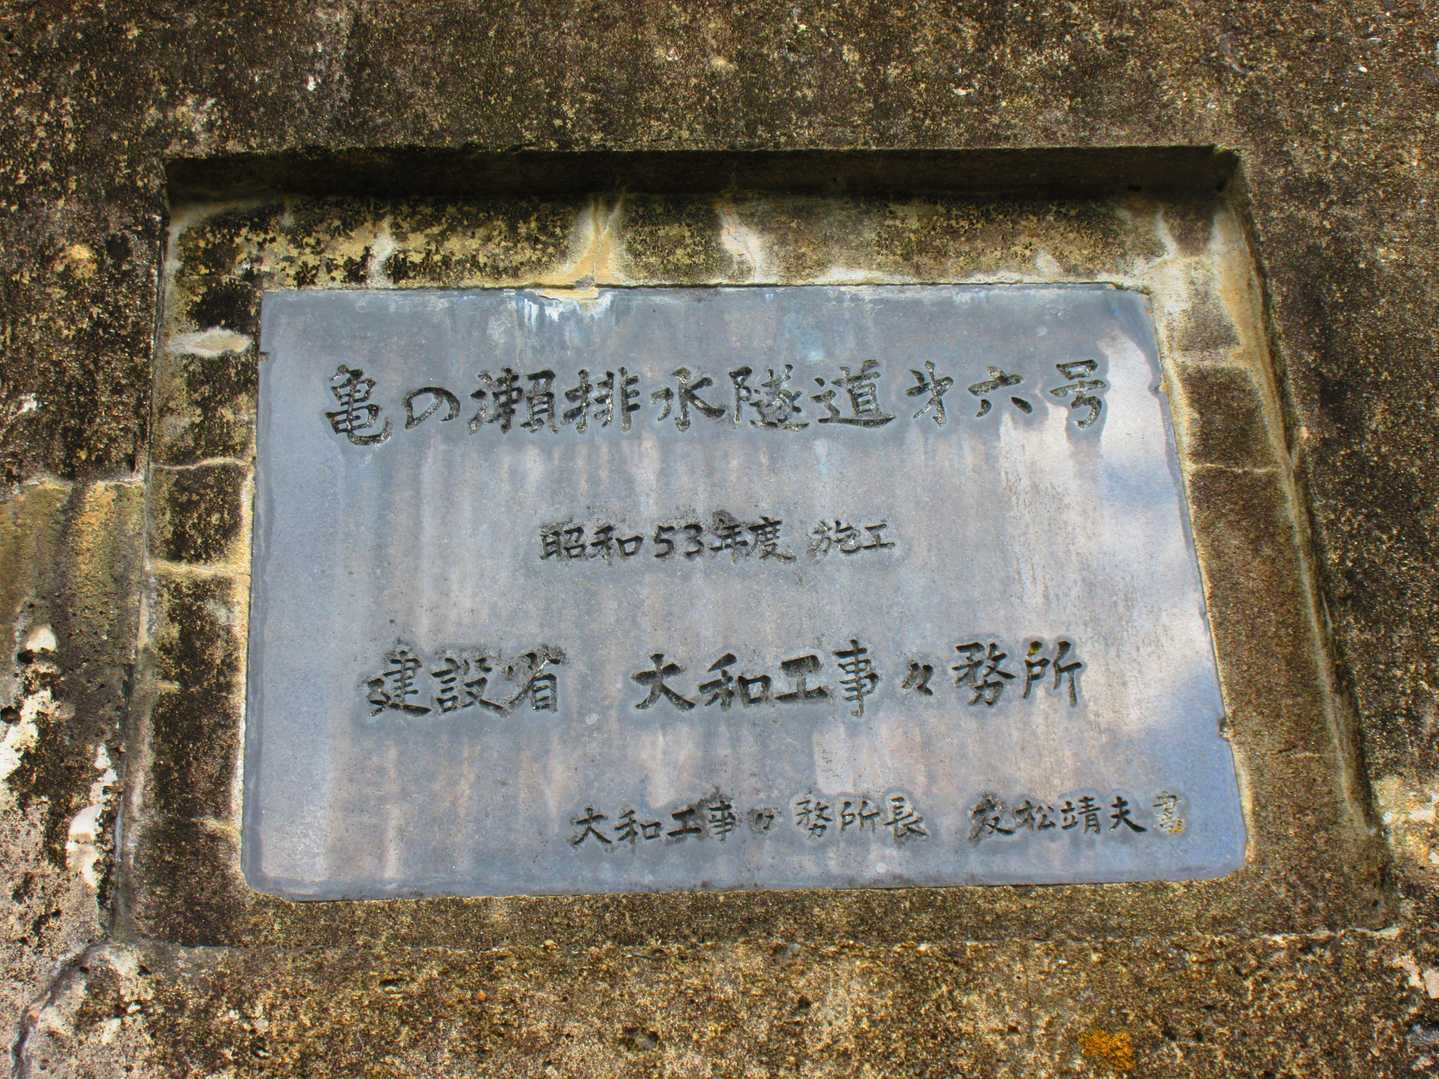 亀の瀬排水隧道㐧六号
昭和53年度 施工
建設省 大和工事々務所
大和工事々務所長 友松靖夫書